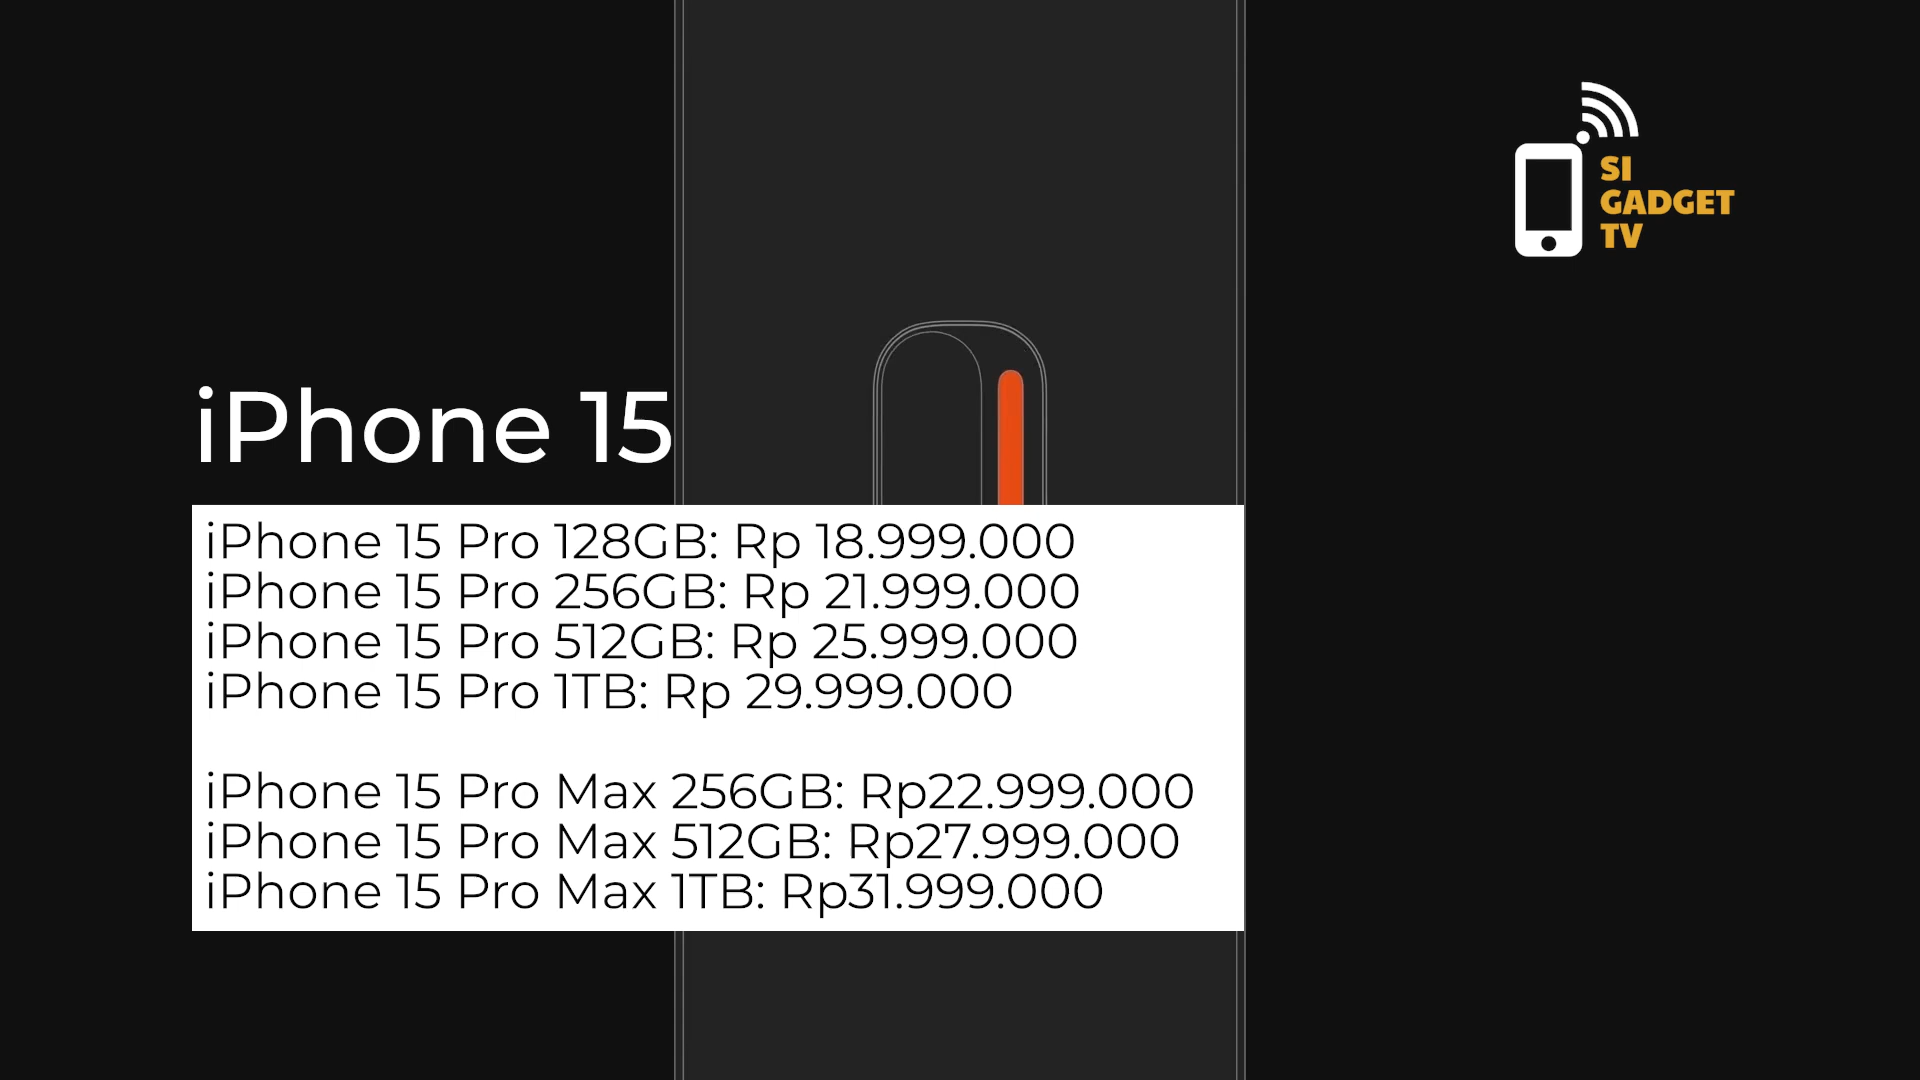 SI
GADGET
TV
iPhone 15
iPhone 15 Pro 128GB: Rp 18.999.000
iPhone 15 Pro 256GB: Rp 21.999.000
iPhone 15 Pro 512GB: Rp 25.999.000
iPhone 15 Pro 1TB: Rp 29.999.000
iPhone 15 Pro Max 256GB: Rp22.999.000
iPhone 15 Pro Max 512GB: Rp27.999.000
iPhone 15 Pro Max 1TB: Rp31.999.000